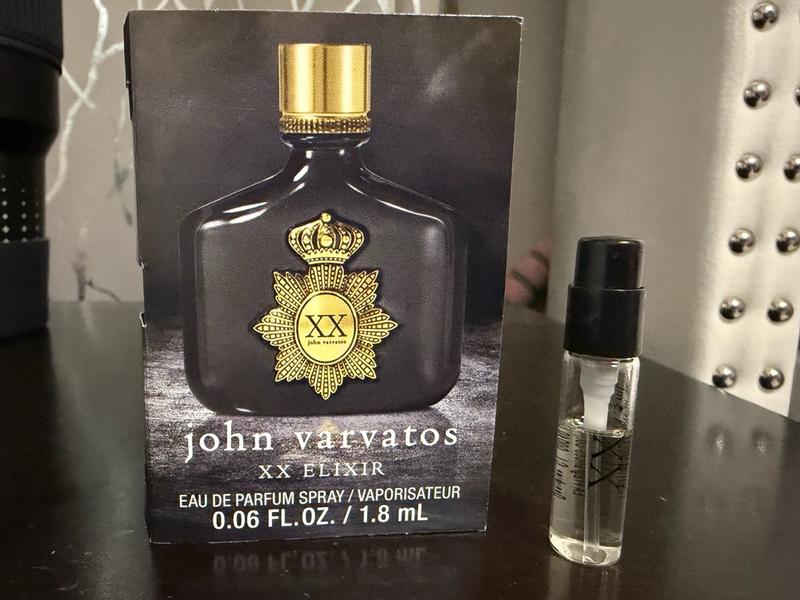 XX
john varvatos
john varvatos
XX ELIXIR
EAU DE PARFUM SPRAY / VAPORISATEUR
0.06 FL.OZ. / 1.8 mL
XX